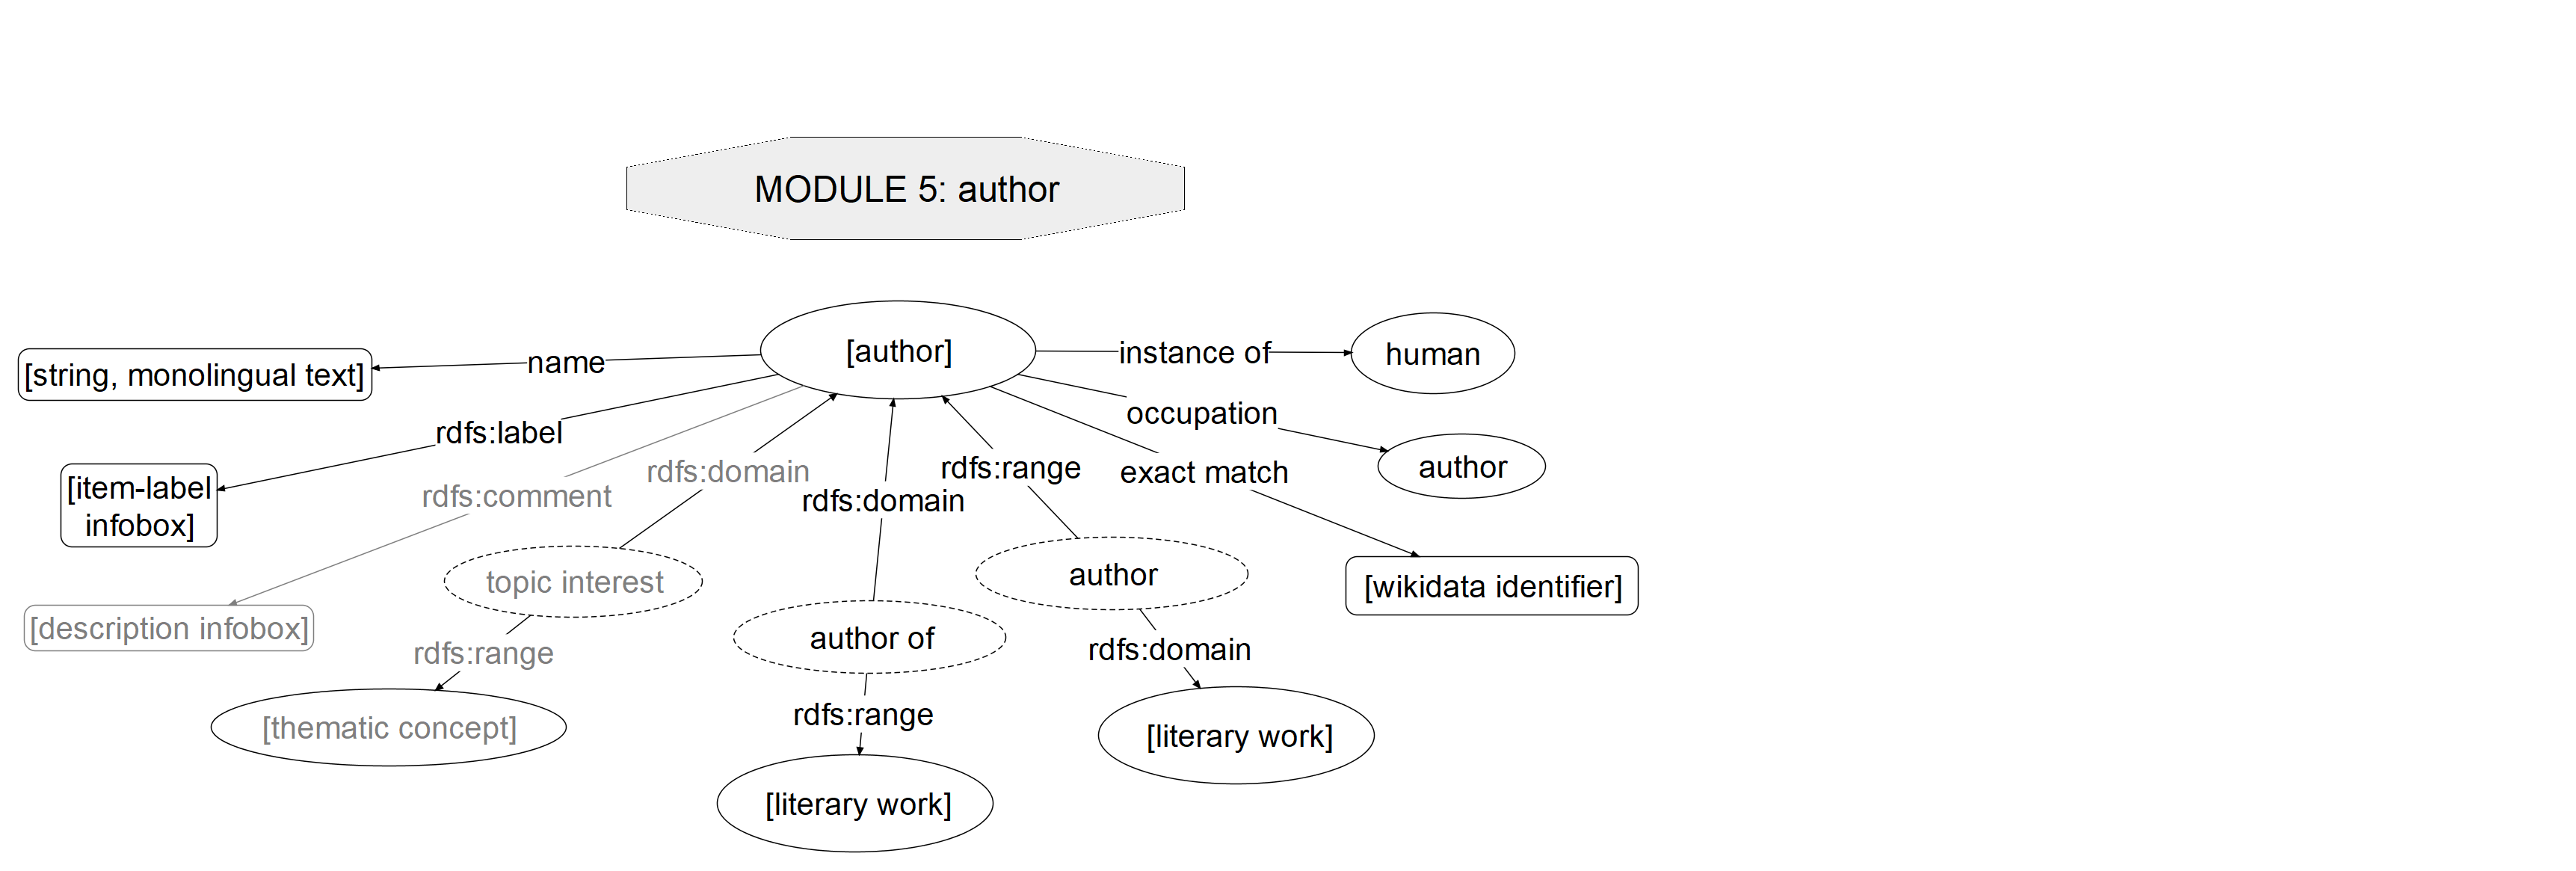 MODULE 5: author
[author]
instance of
human
name
[string, monolingual text]
occupation
author
rdfs:label
[item-label
infobox]
rdfs:comment
[description infobox]
rdfs:domain
topic interest
rdfs:range
[thematic concept]
rdfs:domain
author of
rdfs:range
[literary work]
rdfs:range
author
rdfs:domain
[literary work]
exact match
[wikidata identifier]